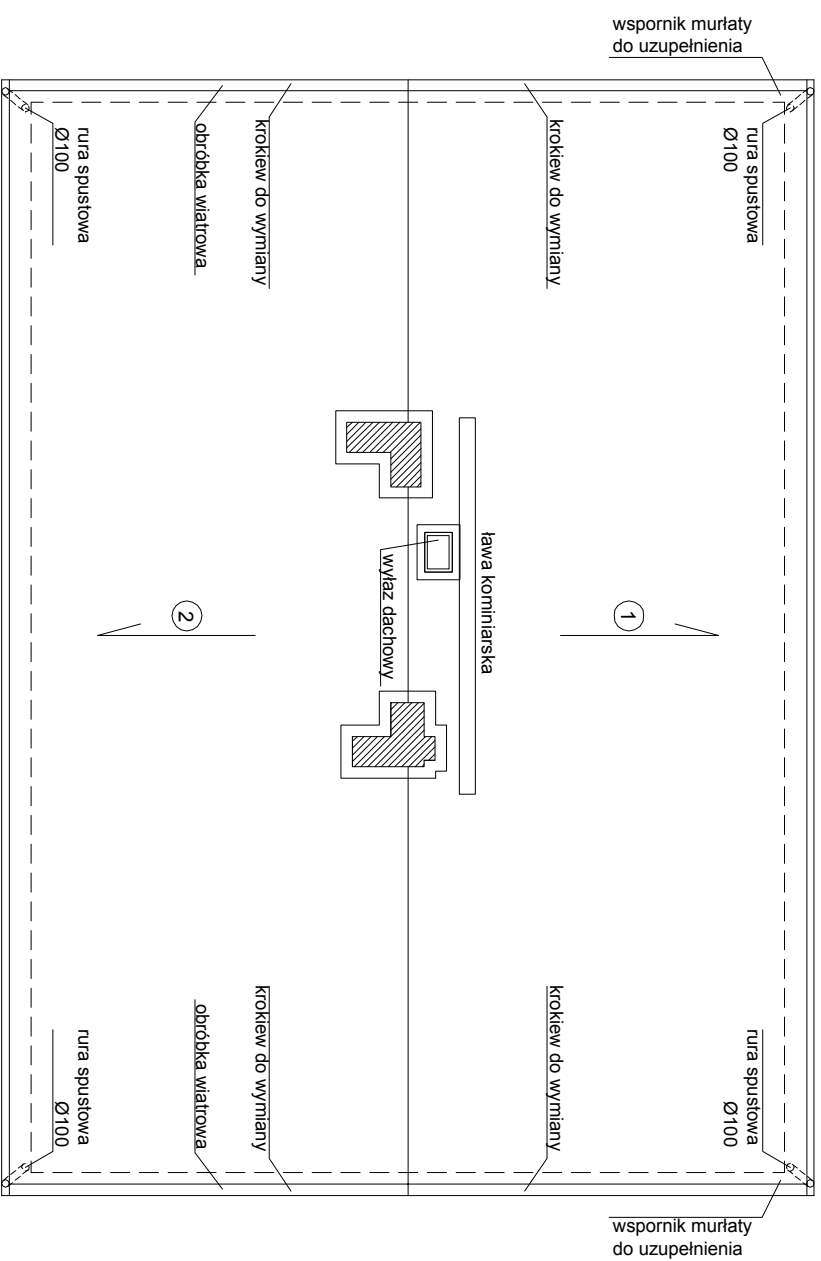 wspornik murłaty
do uzupełnienia
rura spustowa
Ø100
obróbka wiatrowa
krokiew do wymiany
krokiew do wymiany
rura spustowa
Ø100
ława kominiarska
wyłaz dachowy
2
1
rura spustowa
Ø100
obróbka wiatrowa
krokiew do wymiany
krokiew do wymiany
rura spustowa
Ø100
wspornik murłaty
do uzupełnienia